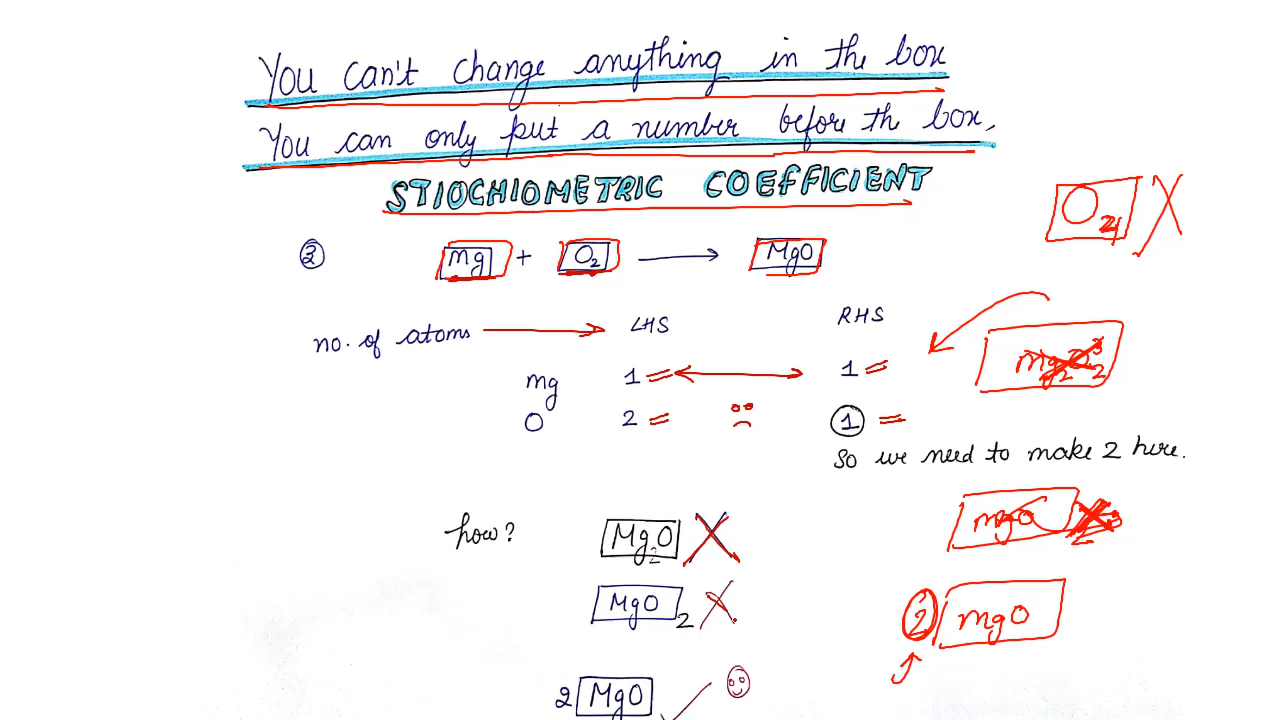 You can't change anything in the box
You can only put a number before the box.
STIOCHIOMETRIC COEFFICIENT
O₂
Mg + O₂ → MgO
no. of atoms → LHS RHS
Mg 1 = 1 =
O 2 = 1 =
So we need to make 2 here.
how? Mg₂O
MgO
MgO 2
2 MgO
2 MgO